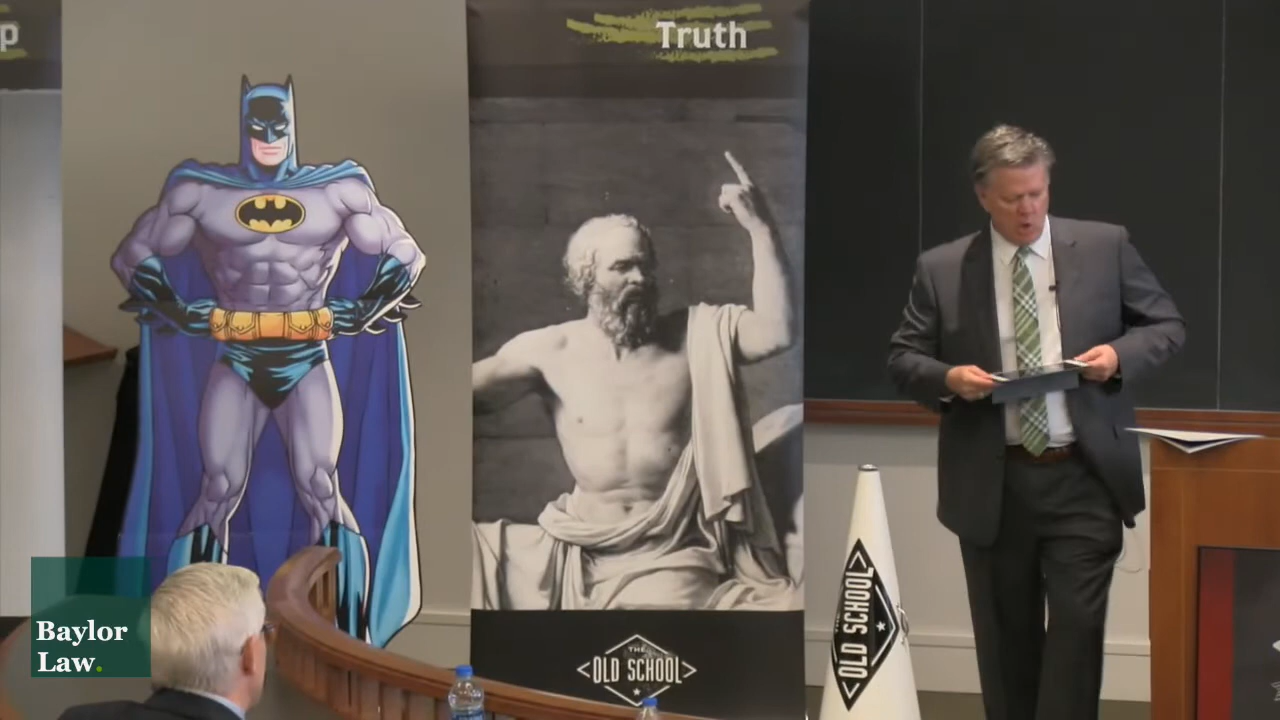 p
Truth
THE
OLD SCHOOL
OLD SCHOOL
Baylor
Law.